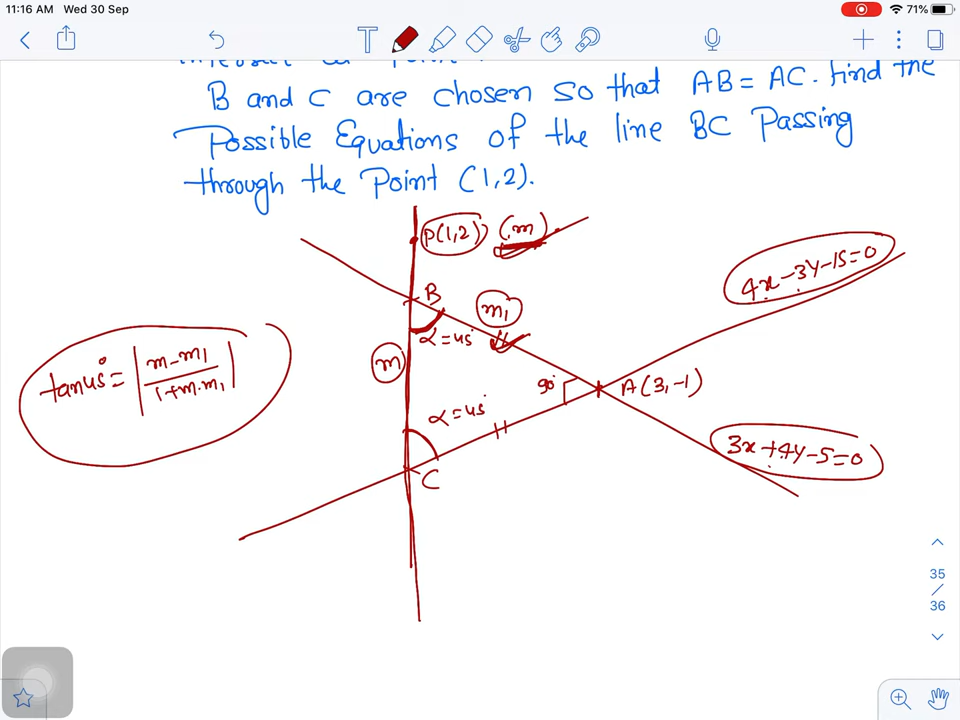 11:16 AM Wed 30 Sep
71%
B and C are chosen so that AB = AC. find the
Possible Equations of the line BC Passing
through the Point (1,2).
P(1,2) (m)
4x-3y-15=0
B
m1
α=45°
tan45°=|m-m1/1+m.m1|
m
90°
A(3,-1)
α=45°
3x+4y-5=0
C
35
/
36